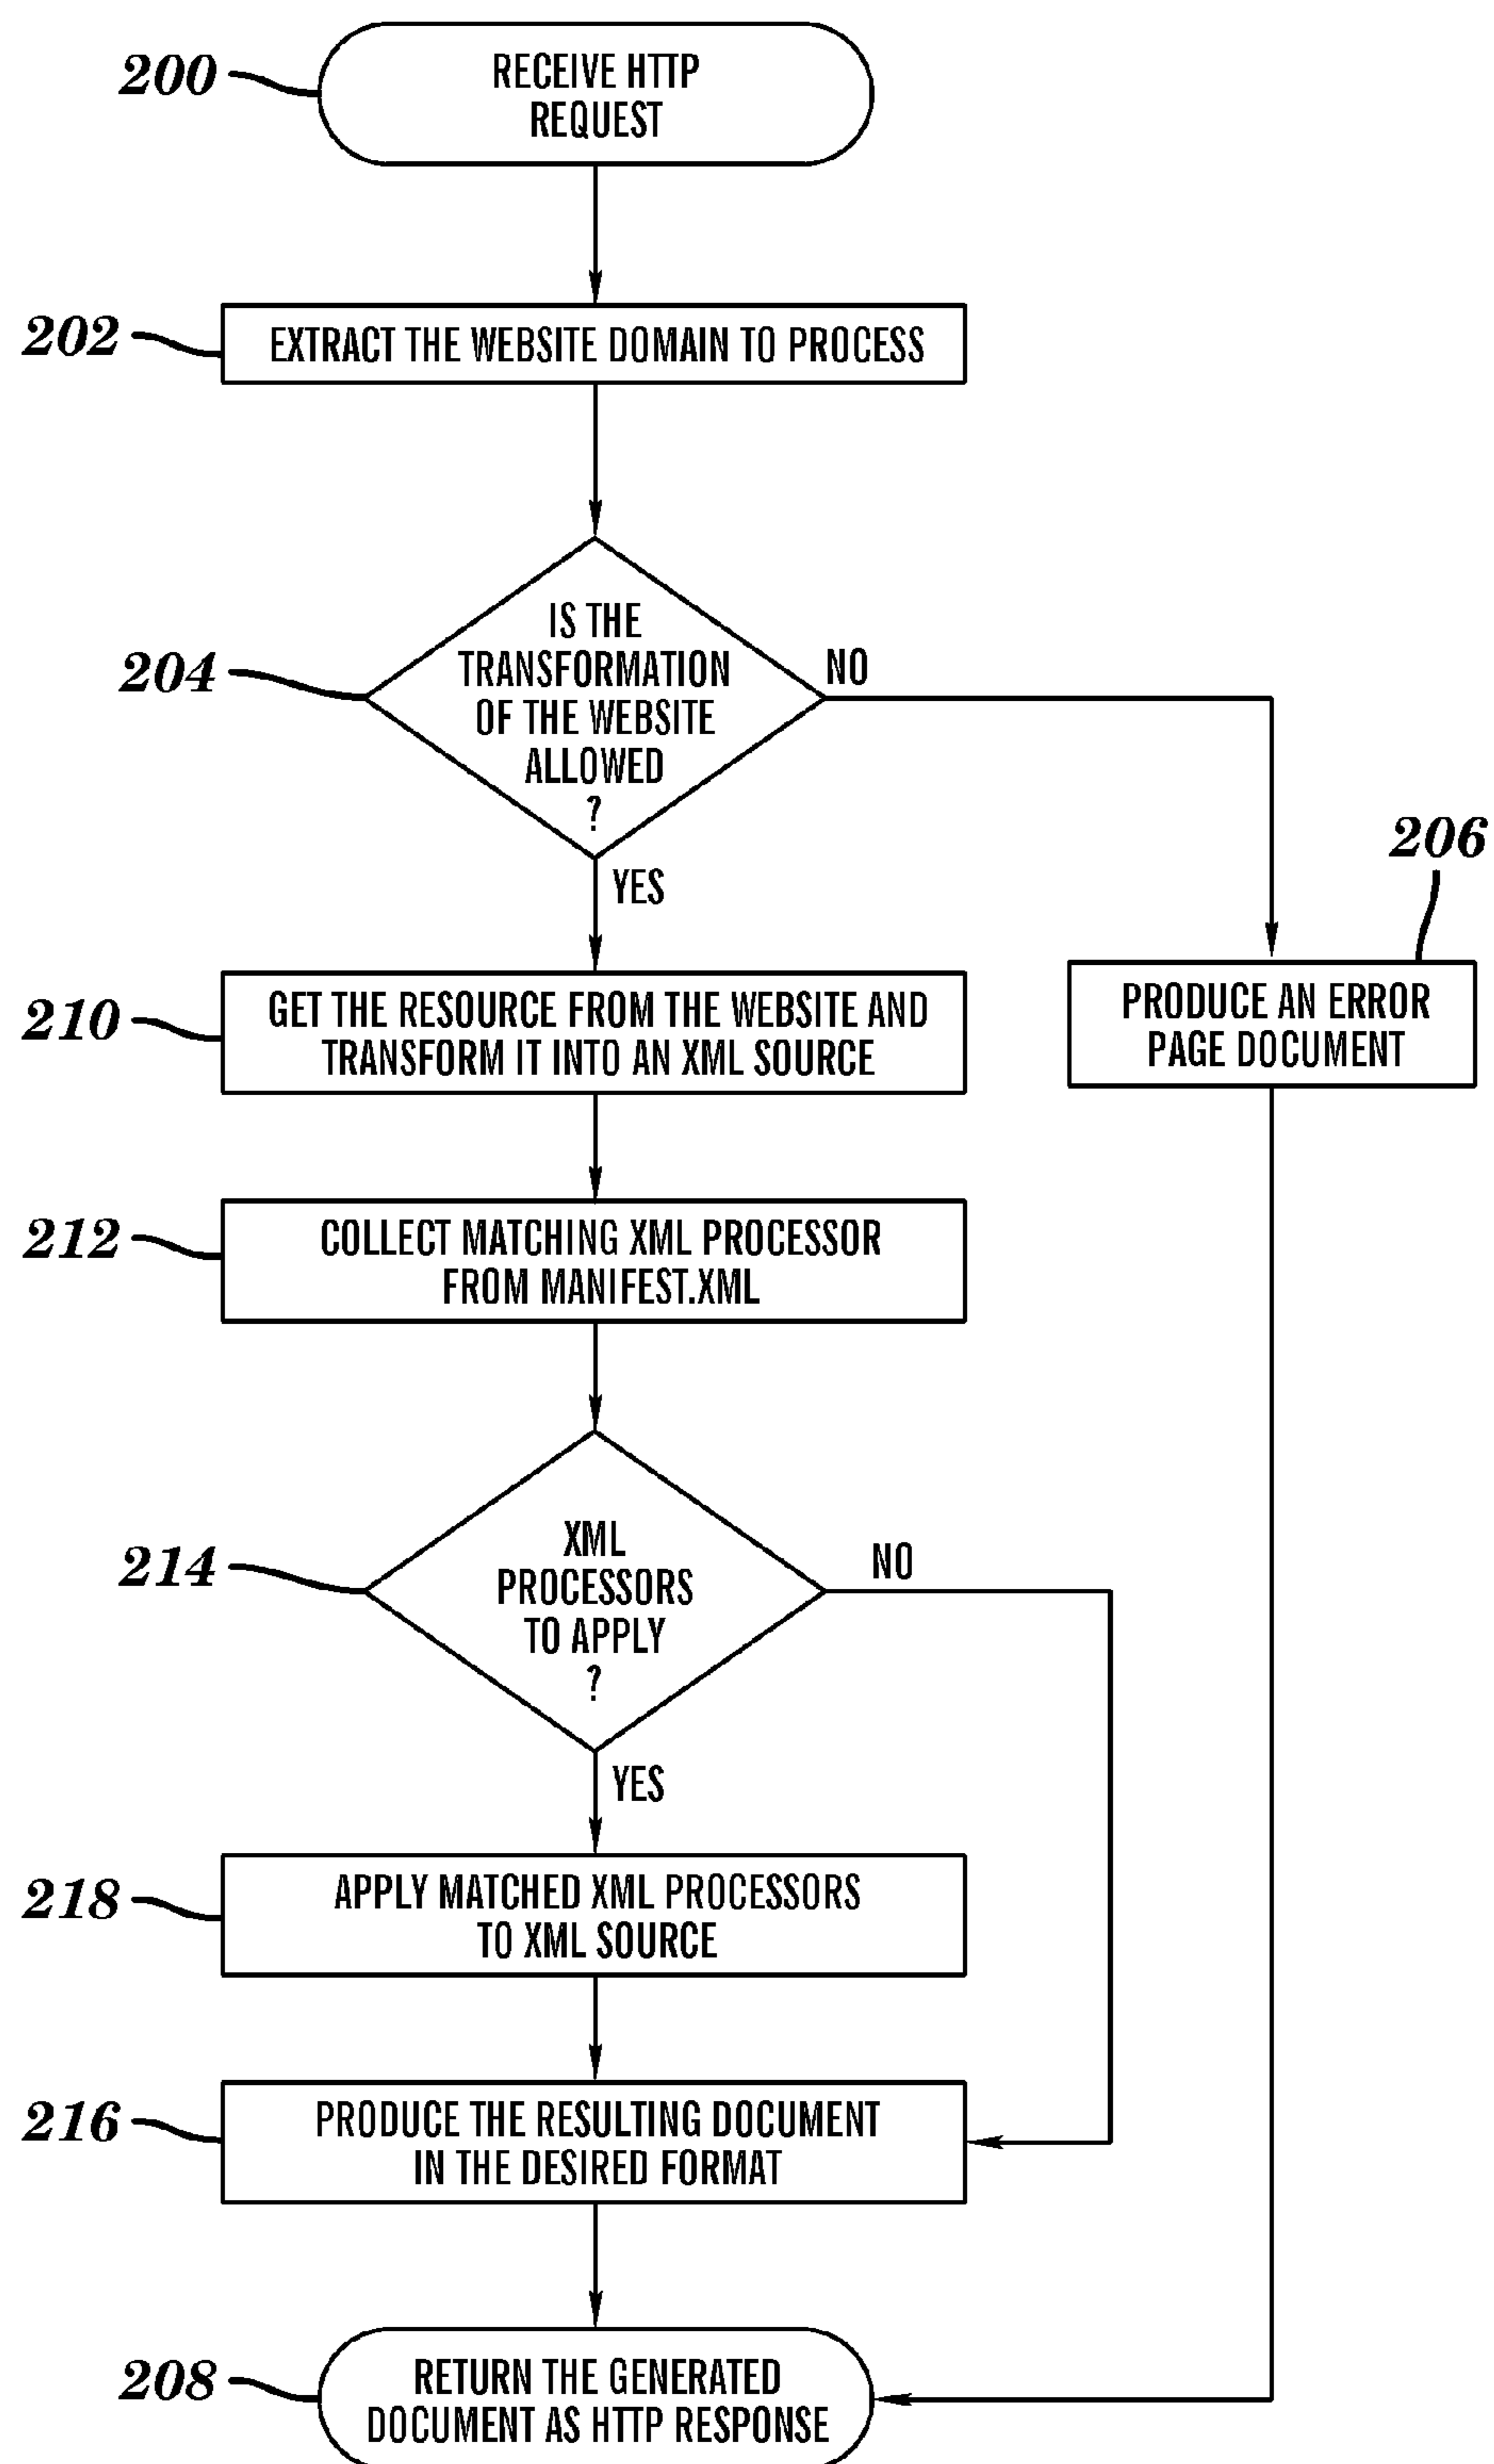 200
RECEIVE HTTP
REQUEST
202
EXTRACT THE WEBSITE DOMAIN TO PROCESS
204
IS THE
TRANSFORMATION
OF THE WEBSITE
ALLOWED
?
NO
YES
206
PRODUCE AN ERROR
PAGE DOCUMENT
210
GET THE RESOURCE FROM THE WEBSITE AND
TRANSFORM IT INTO AN XML SOURCE
212
COLLECT MATCHING XML PROCESSOR
FROM MANIFEST.XML
214
XML
PROCESSORS
TO APPLY
?
NO
YES
218
APPLY MATCHED XML PROCESSORS
TO XML SOURCE
216
PRODUCE THE RESULTING DOCUMENT
IN THE DESIRED FORMAT
208
RETURN THE GENERATED
DOCUMENT AS HTTP RESPONSE